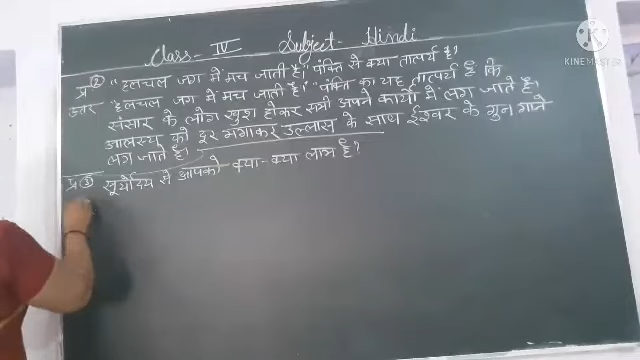 Class- IV Subject- Hindi
प्र② "हलचल जग में मच जाती है।" पंक्ति से क्या तात्पर्य है?
उत्तर "हलचल जग में मच जाती है।" पंक्ति का यह तात्पर्य है कि
संसार के लोग खुश होकर सभी अपने कार्यो में लग जाते है।
आलस्य को दूर भगाकर उल्लास के साथ ईश्वर के गुन गाने
लग जाते है।
प्र③ सूर्योदय से आपको क्या-क्या लाभ है?
KINEMASTER